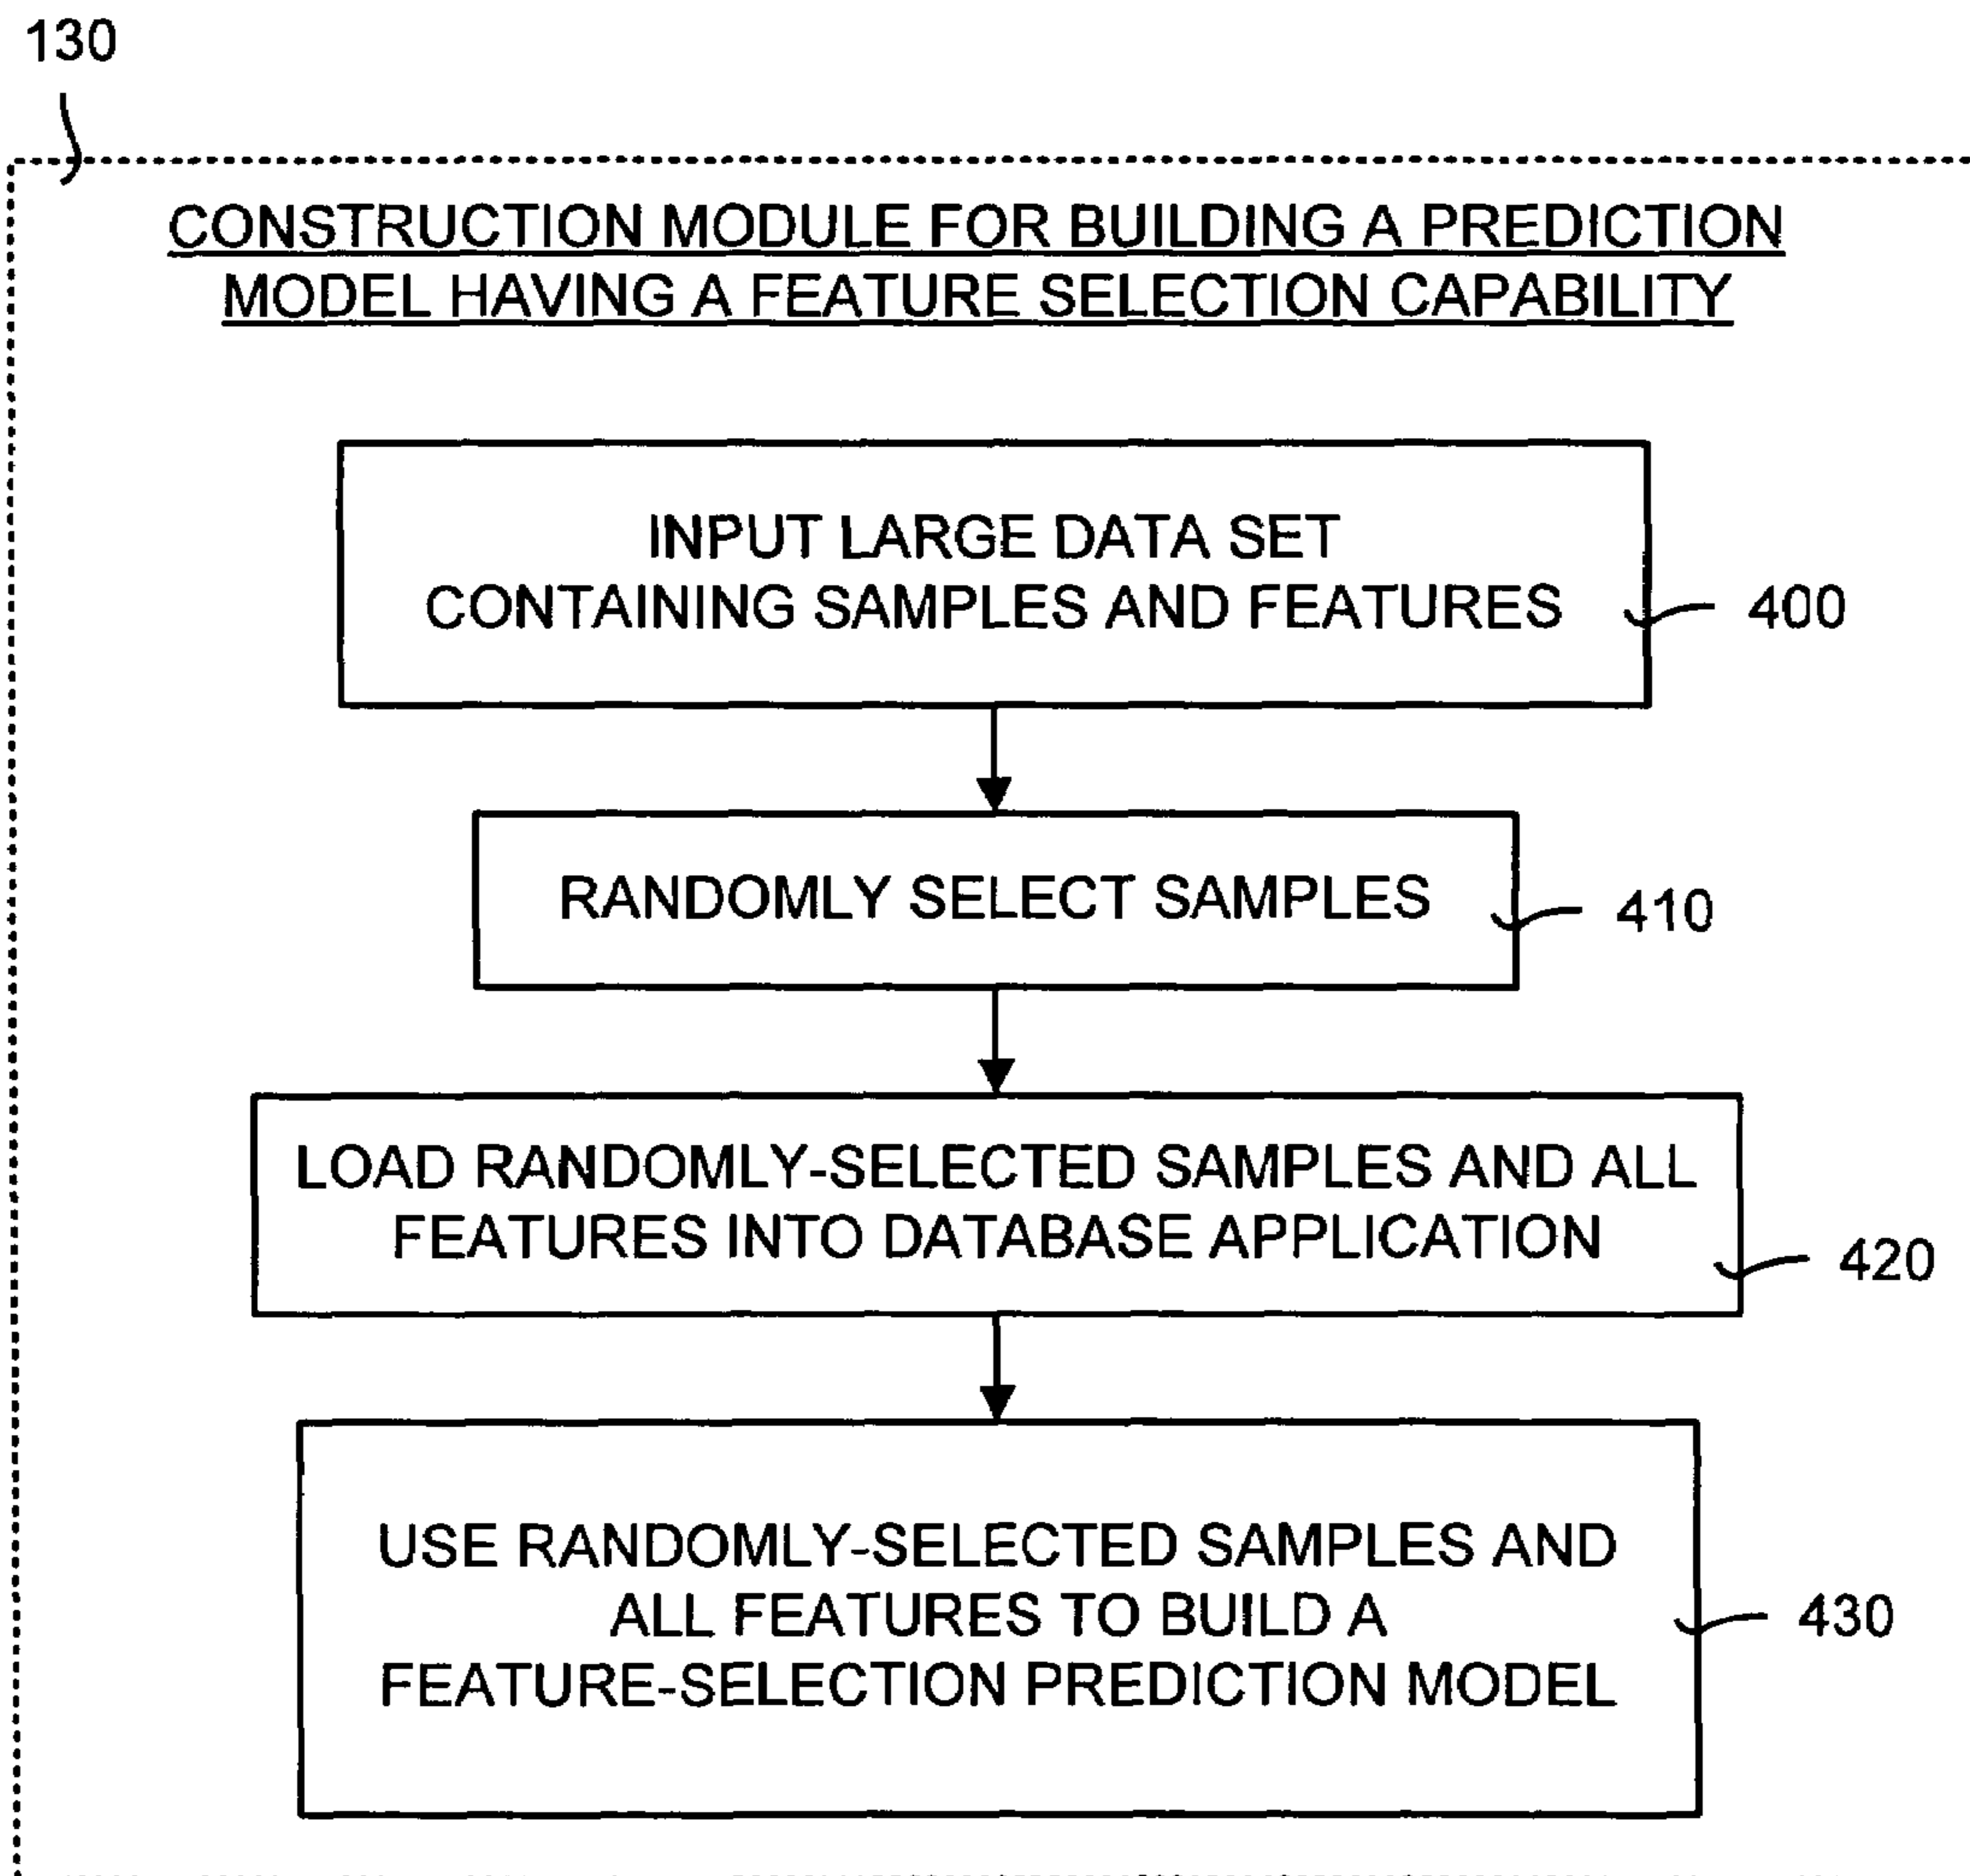 130
CONSTRUCTION MODULE FOR BUILDING A PREDICTION
MODEL HAVING A FEATURE SELECTION CAPABILITY
INPUT LARGE DATA SET
CONTAINING SAMPLES AND FEATURES
400
RANDOMLY SELECT SAMPLES
410
LOAD RANDOMLY-SELECTED SAMPLES AND ALL
FEATURES INTO DATABASE APPLICATION
420
USE RANDOMLY-SELECTED SAMPLES AND
ALL FEATURES TO BUILD A
FEATURE-SELECTION PREDICTION MODEL
430